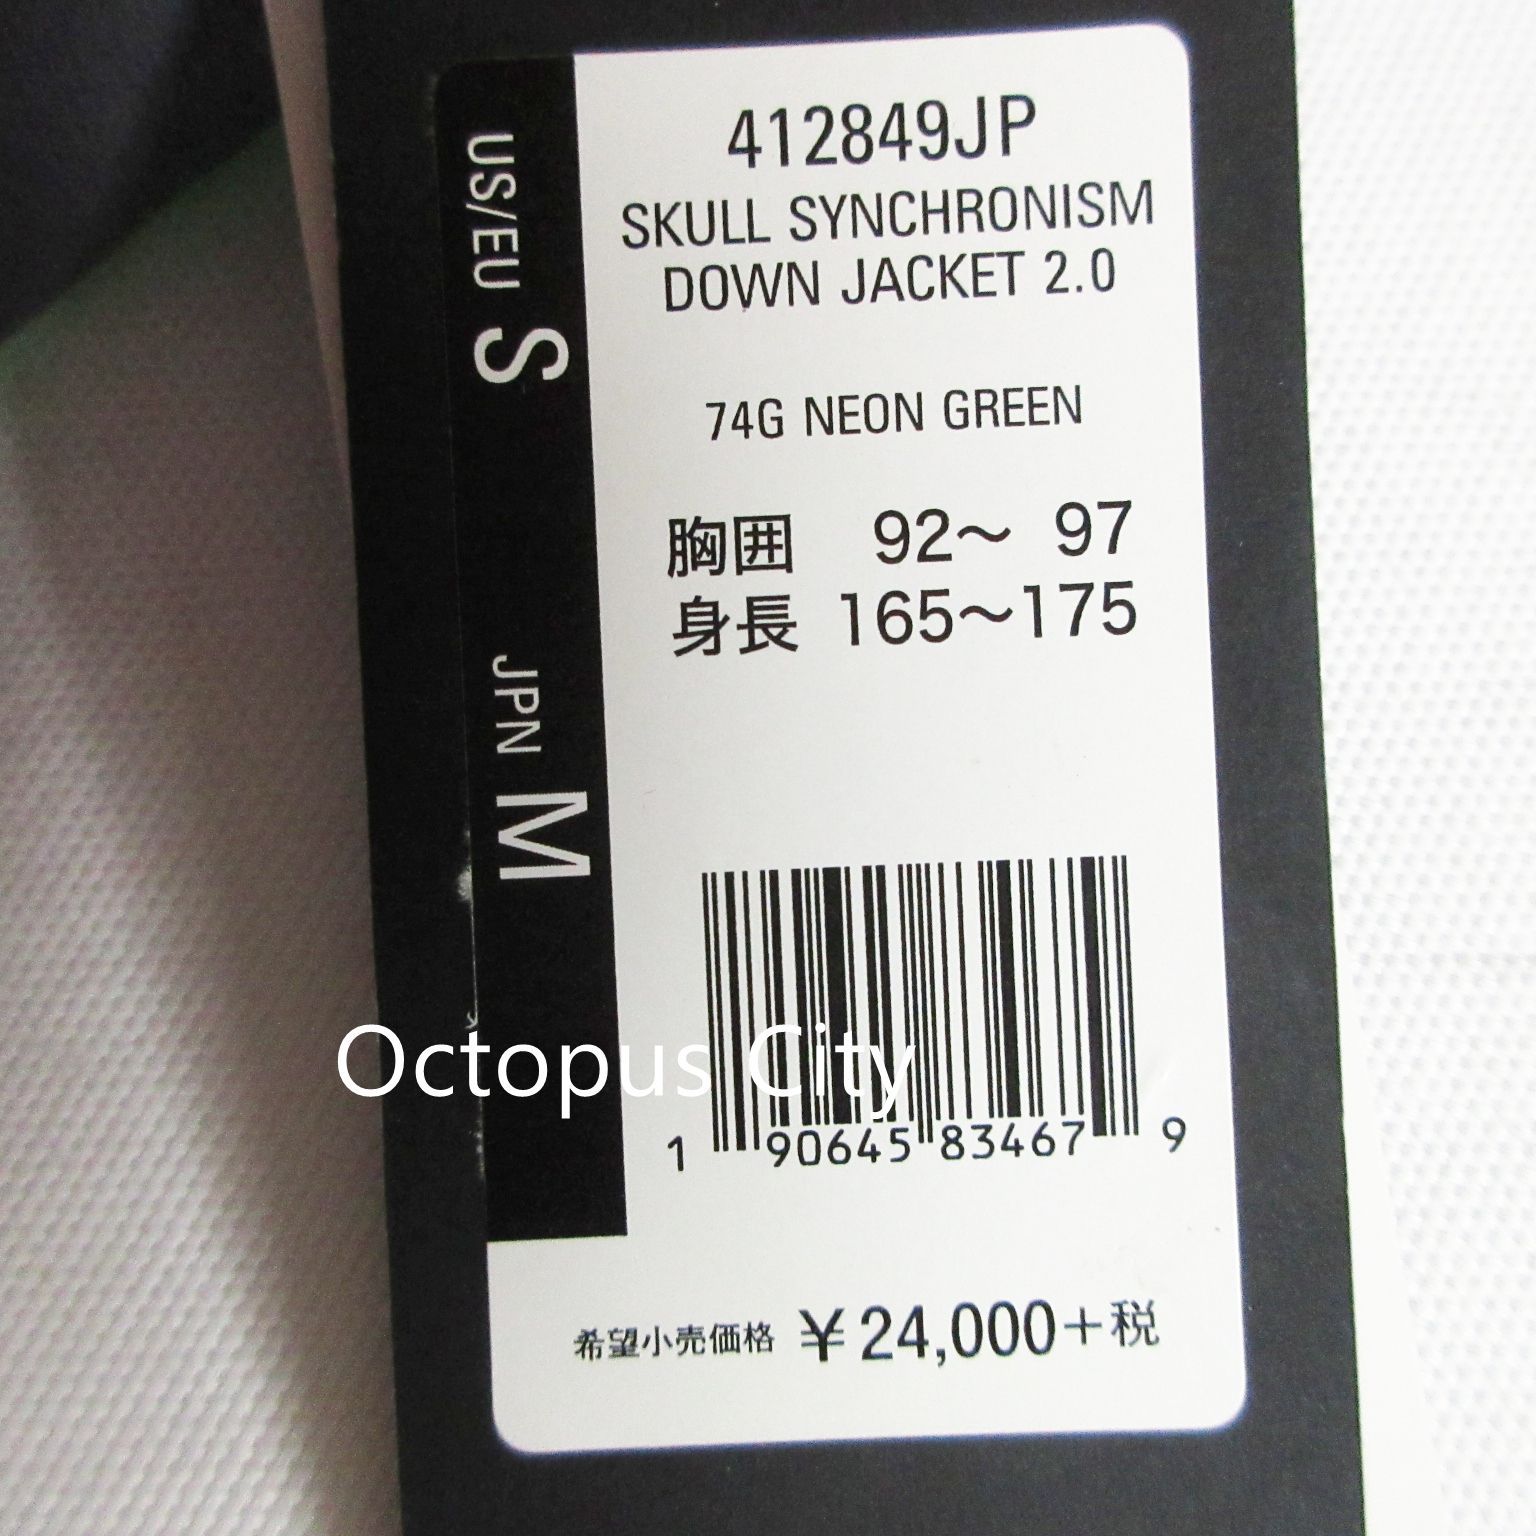 412849JP
SKULL SYNCHRONISM
DOWN JACKET 2.0
74G NEON GREEN
胸囲 92～ 97
身長 165～175
US/EU S
JPN M
Octopus City
1 90645 83467 9
希望小売価格 ￥24,000+税